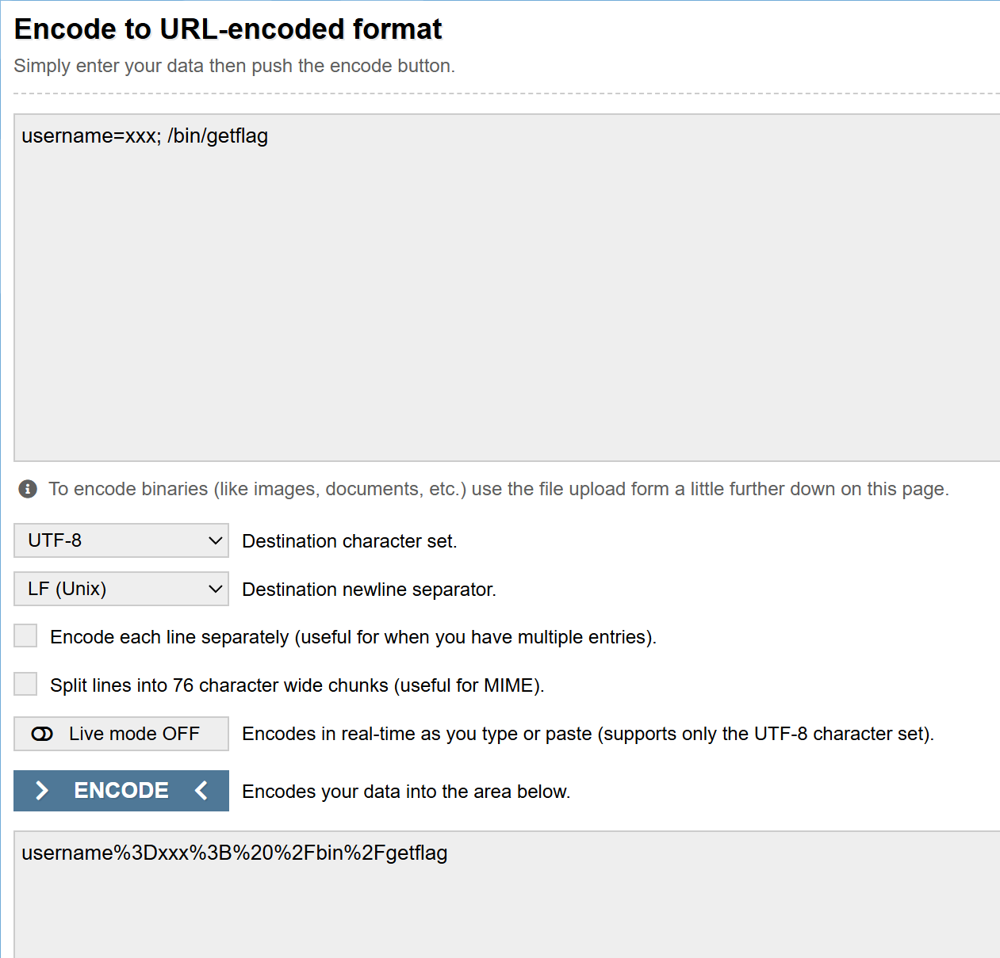 Encode to URL-encoded format
Simply enter your data then push the encode button.
username=xxx; /bin/getflag
To encode binaries (like images, documents, etc.) use the file upload form a little further down on this page.
UTF-8 Destination character set.
LF (Unix) Destination newline separator.
Encode each line separately (useful for when you have multiple entries).
Split lines into 76 character wide chunks (useful for MIME).
Live mode OFF Encodes in real-time as you type or paste (supports only the UTF-8 character set).
ENCODE Encodes your data into the area below.
username%3Dxxx%3B%20%2Fbin%2Fgetflag